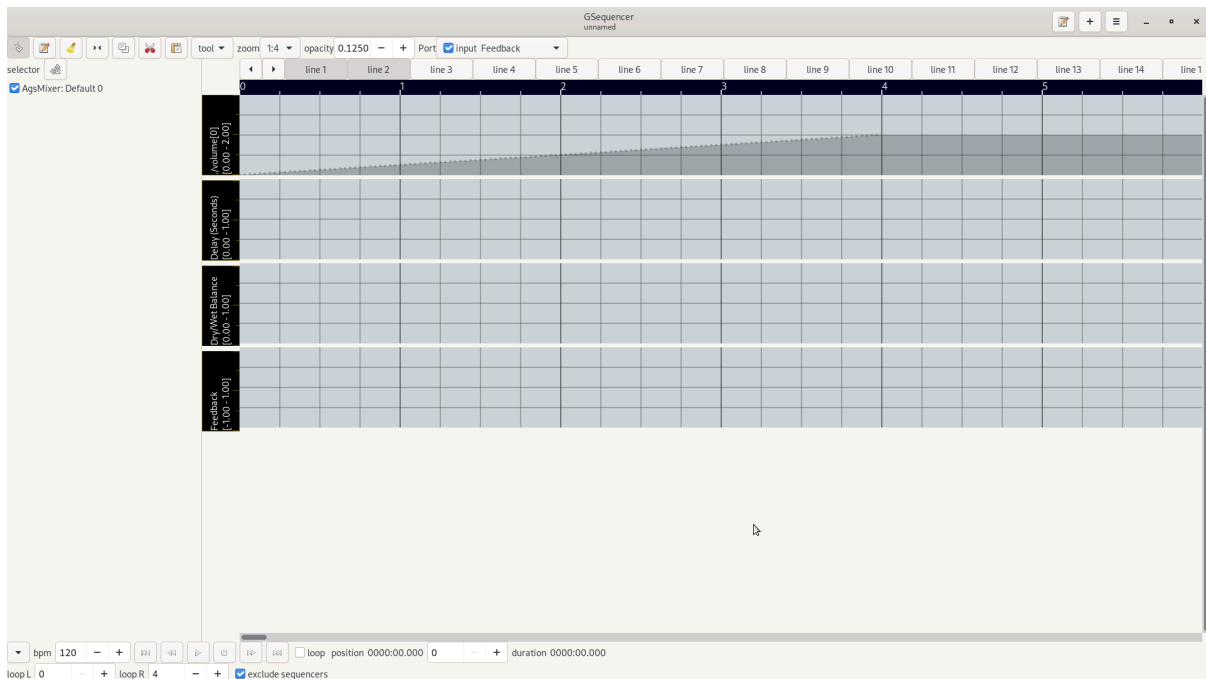 GSequencer
unnamed
tool zoom 1:4 opacity 0.1250 − + Port input Feedback
selector line 1 line 2 line 3 line 4 line 5 line 6 line 7 line 8 line 9 line 10 line 11 line 12 line 13 line 14 line 1
AgsMixer: Default 0
0 1 2 3 4 5
./volume[0]
[0.00 - 2.00]
Delay (Seconds)
[0.00 - 1.00]
Dry/Wet Balance
[0.00 - 1.00]
Feedback
[-1.00 - 1.00]
bpm 120 − + loop position 0000:00.000 0 − + duration 0000:00.000
loop L 0 − + loop R 4 − + exclude sequencers